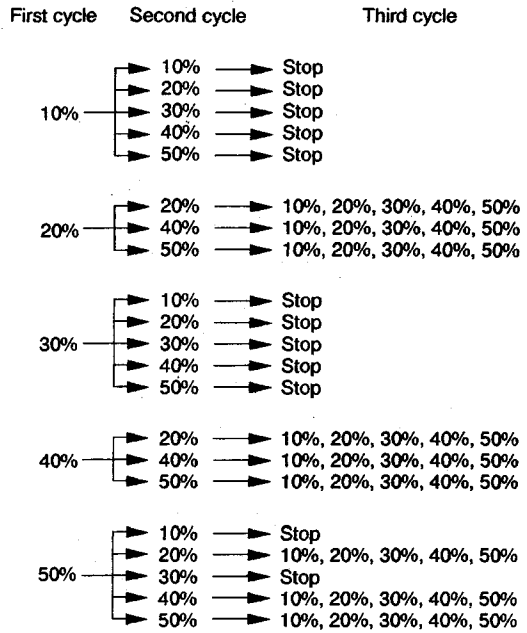 First cycle Second cycle Third cycle
10% Stop
20% Stop
10% 30% Stop
40% Stop
50% Stop
20% 10%, 20%, 30%, 40%, 50%
20% 40% 10%, 20%, 30%, 40%, 50%
50% 10%, 20%, 30%, 40%, 50%
10% Stop
20% Stop
30% 30% Stop
40% Stop
50% Stop
20% 10%, 20%, 30%, 40%, 50%
40% 40% 10%, 20%, 30%, 40%, 50%
50% 10%, 20%, 30%, 40%, 50%
10% Stop
20% 10%, 20%, 30%, 40%, 50%
50% 30% Stop
40% 10%, 20%, 30%, 40%, 50%
50% 10%, 20%, 30%, 40%, 50%